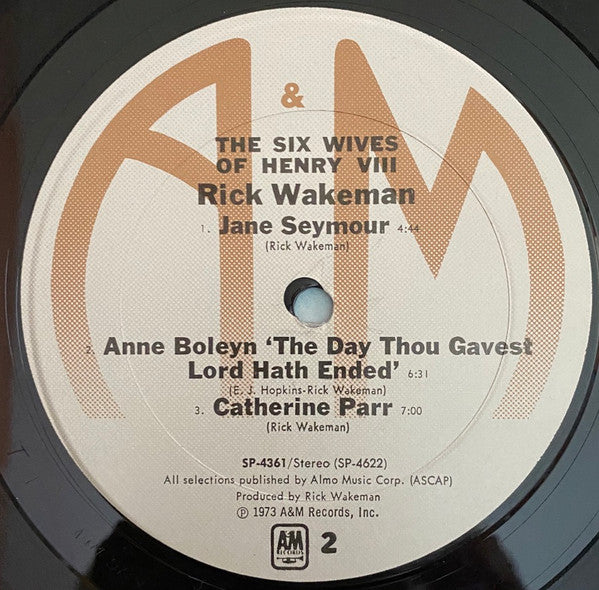 A & M
THE SIX WIVES
OF HENRY VIII
Rick Wakeman
1. Jane Seymour 4:44
(Rick Wakeman)
2. Anne Boleyn ‘The Day Thou Gavest
Lord Hath Ended’ 6:31
(E. J. Hopkins-Rick Wakeman)
3. Catherine Parr 7:00
(Rick Wakeman)
SP-4361/Stereo (SP-4622)
All selections published by Almo Music Corp. (ASCAP)
Produced by Rick Wakeman
℗ 1973 A&M Records, Inc.
A&M
RECORDS
2